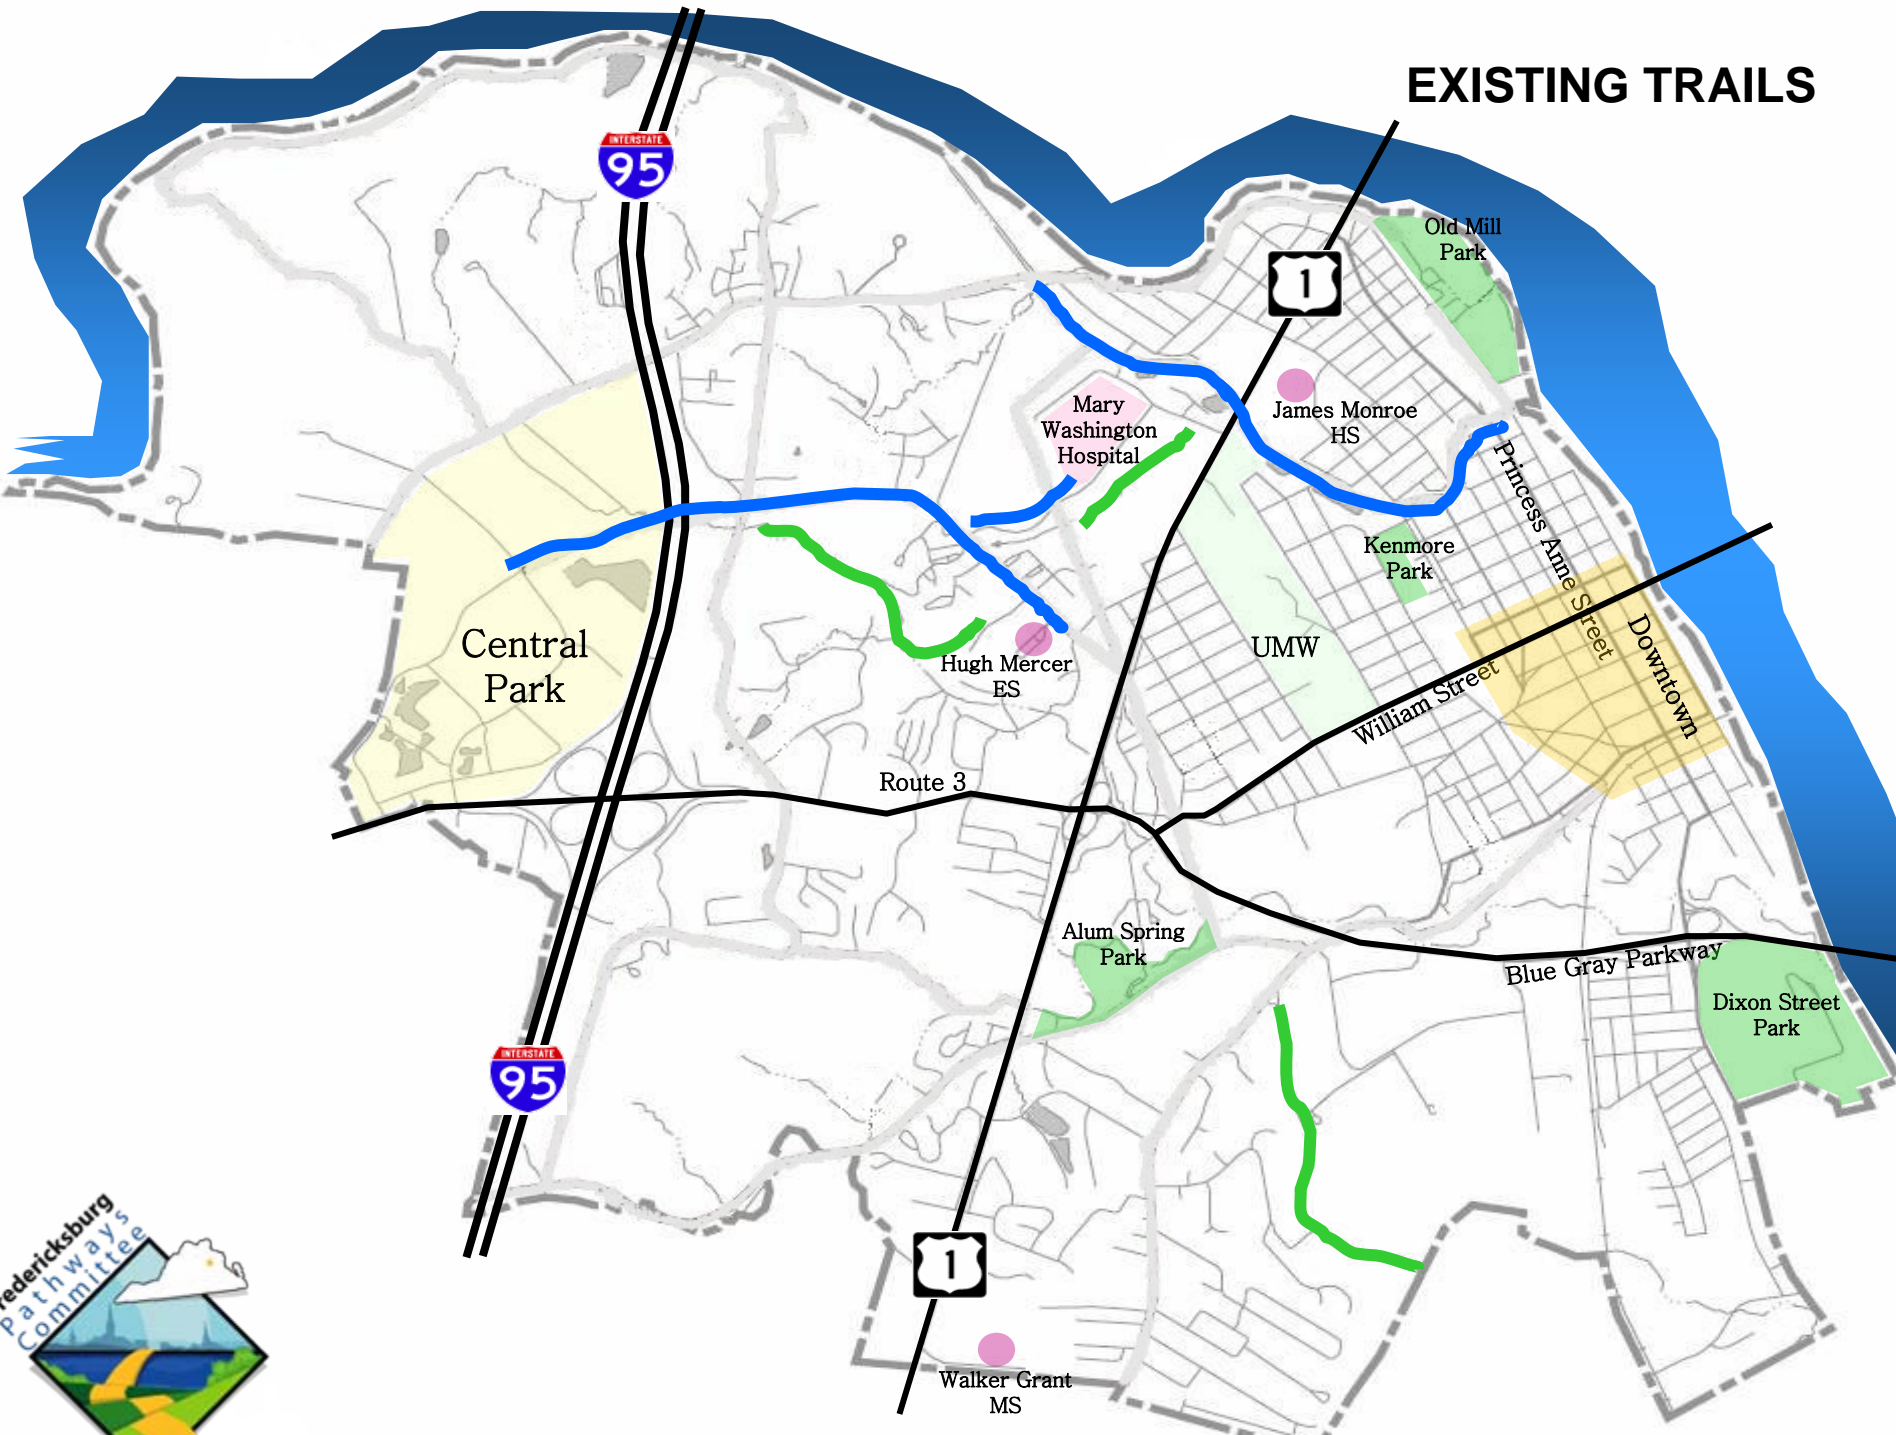 EXISTING TRAILS
INTERSTATE
95
Old Mill
Park
1
Mary
Washington
Hospital
James Monroe
HS
Princess Anne Street
Kenmore
Park
Central
Park
Hugh Mercer
ES
UMW
Downtown
William Street
Route 3
Alum Spring
Park
Blue Gray Parkway
Dixon Street
Park
INTERSTATE
95
1
Walker Grant
MS
redericksburg
Pathways
Committee